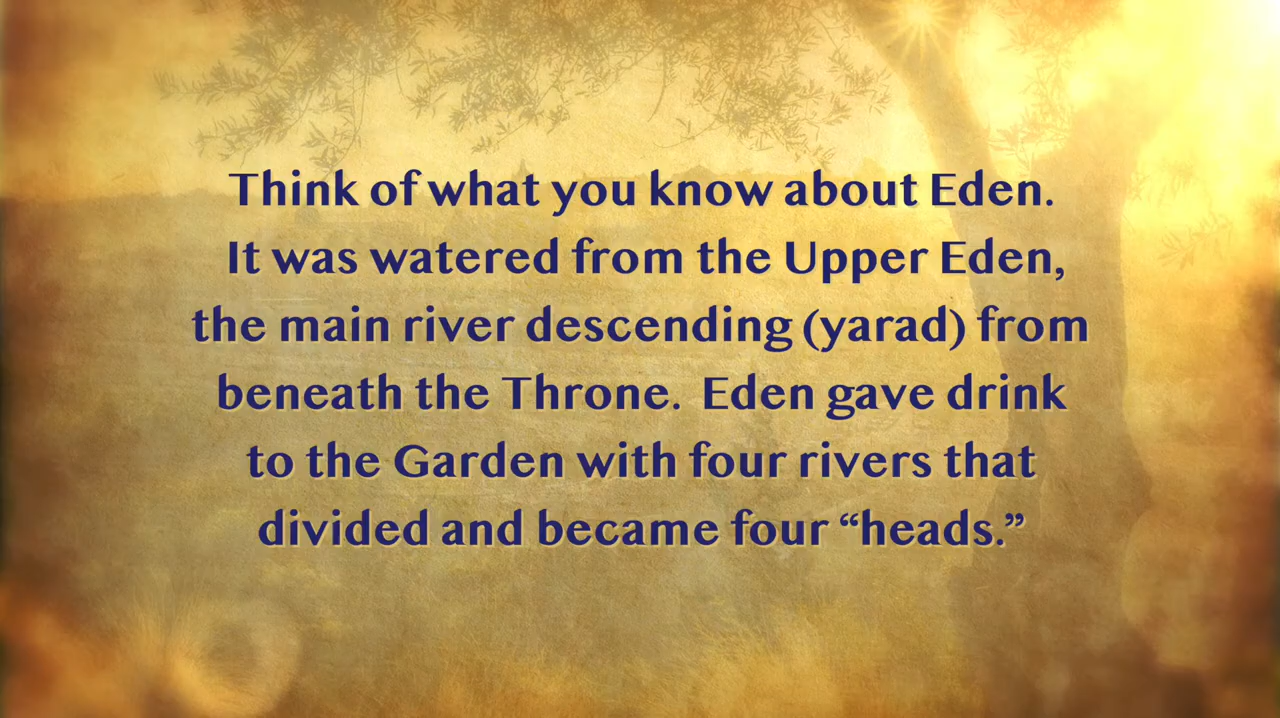 Think of what you know about Eden.
It was watered from the Upper Eden,
the main river descending (yarad) from
beneath the Throne.  Eden gave drink
to the Garden with four rivers that
divided and became four “heads.”